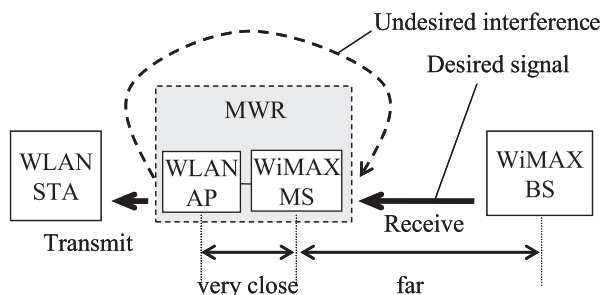 Undesired interference
Desired signal
MWR
WLAN
STA
WLAN
AP
WiMAX
MS
WiMAX
BS
Transmit
Receive
very close
far